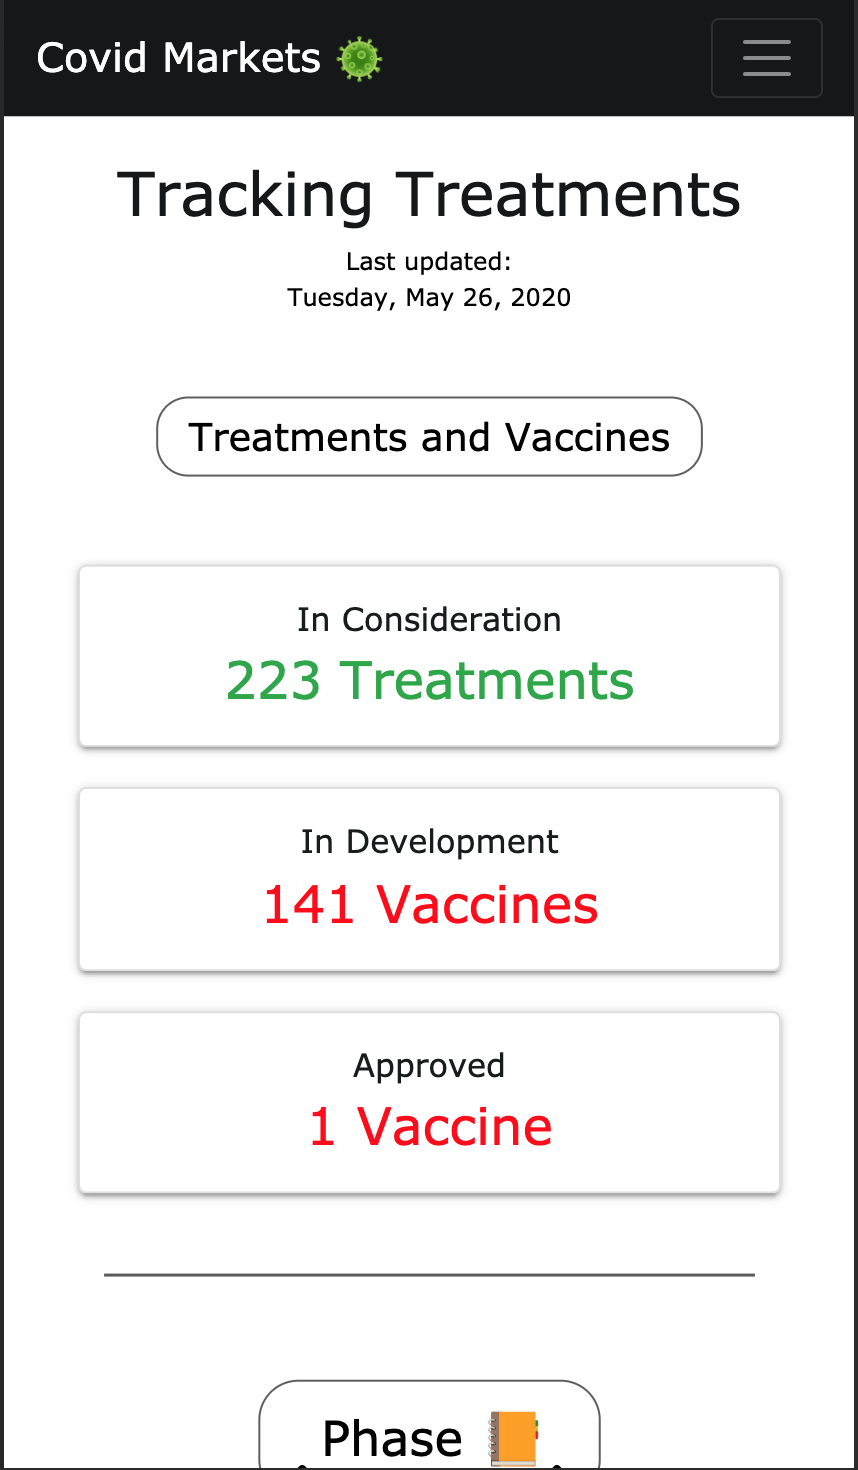 Covid Markets
Tracking Treatments
Last updated:
Tuesday, May 26, 2020
Treatments and Vaccines
In Consideration
223 Treatments
In Development
141 Vaccines
Approved
1 Vaccine
Phase